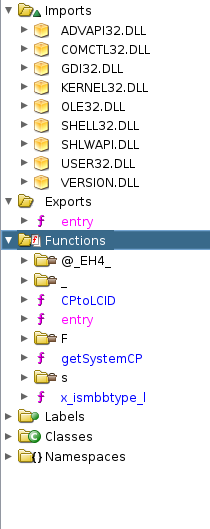 Imports
ADVAPI32.DLL
COMCTL32.DLL
GDI32.DLL
KERNEL32.DLL
OLE32.DLL
SHELL32.DLL
SHLWAPI.DLL
USER32.DLL
VERSION.DLL
Exports
entry
Functions
@_EH4_
_
CPtoLCID
entry
F
getSystemCP
s
x_ismbbtype_l
Labels
Classes
Namespaces